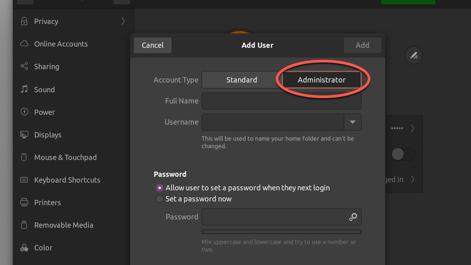 Privacy
Online Accounts
Sharing
Sound
Power
Displays
Mouse & Touchpad
Keyboard Shortcuts
Printers
Removable Media
Color
Cancel
Add User
Add
Account Type
Standard
Administrator
Full Name
Username
This will be used to name your home folder and can't be
changed.
Password
Allow user to set a password when they next login
Set a password now
Password
Mix uppercase and lowercase and try to use a number or
two.
•••••
ged in